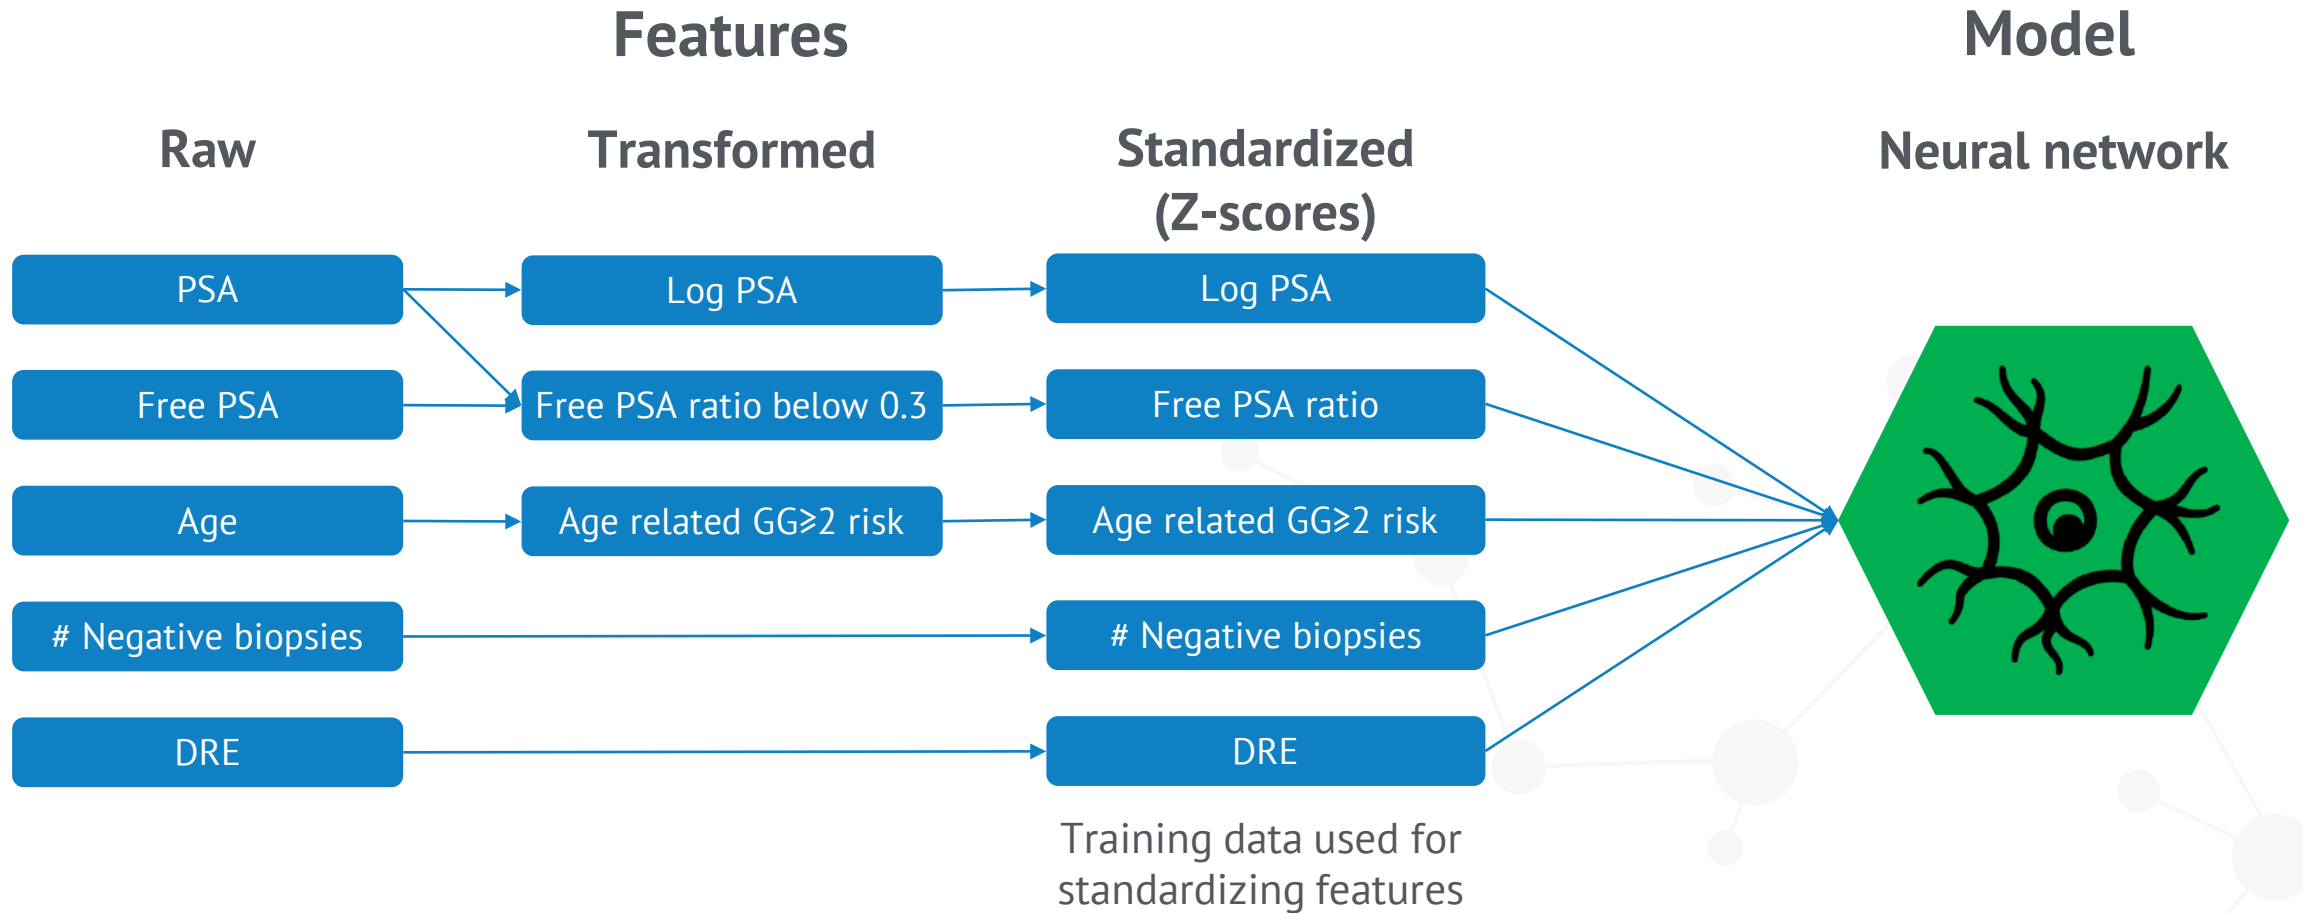 Features
Model
Raw
Transformed
Standardized
(Z-scores)
Neural network
PSA
Log PSA
Log PSA
Free PSA
Free PSA ratio below 0.3
Free PSA ratio
Age
Age related GG⩾2 risk
Age related GG⩾2 risk
# Negative biopsies
# Negative biopsies
DRE
DRE
Training data used for
standardizing features